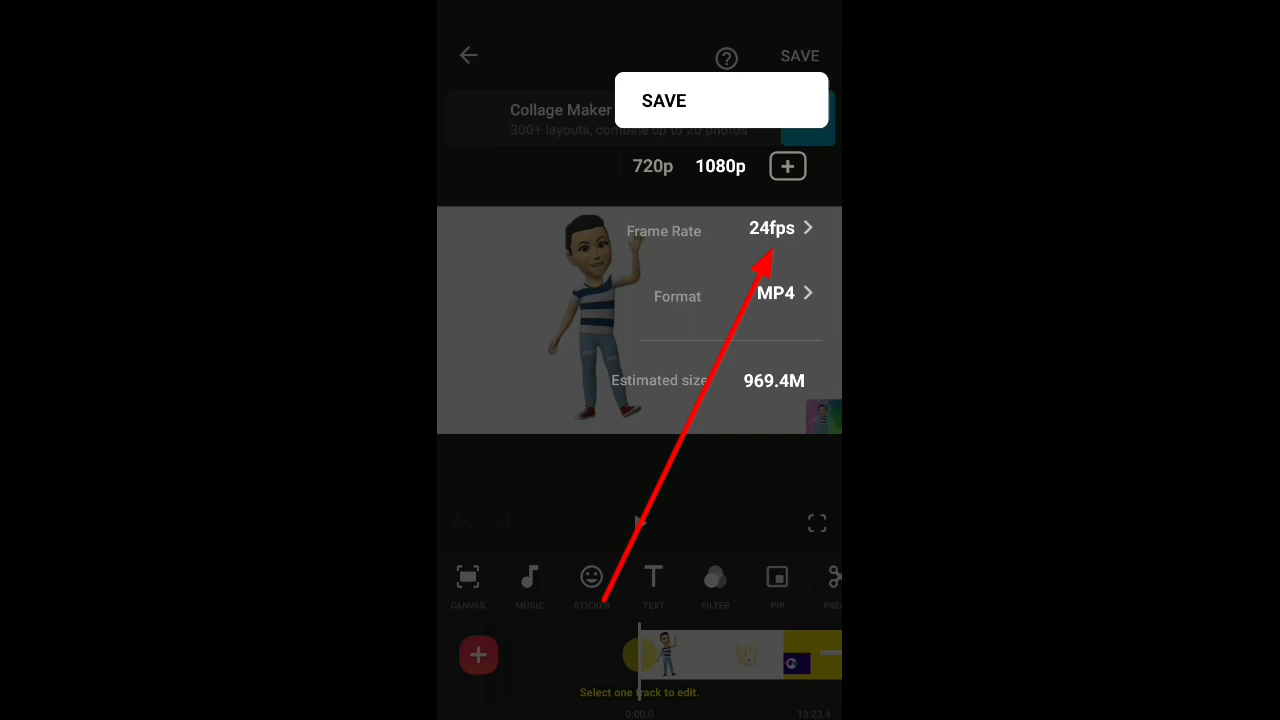 SAVE
SAVE
Collage Maker
300+ layouts, combine up to 20 photos
720p 1080p
Frame Rate 24fps
Format MP4
Estimated size 969.4M
CANVAS MUSIC STICKER TEXT FILTER PIP PRE
Select one track to edit.
0:00.0 13:23.4